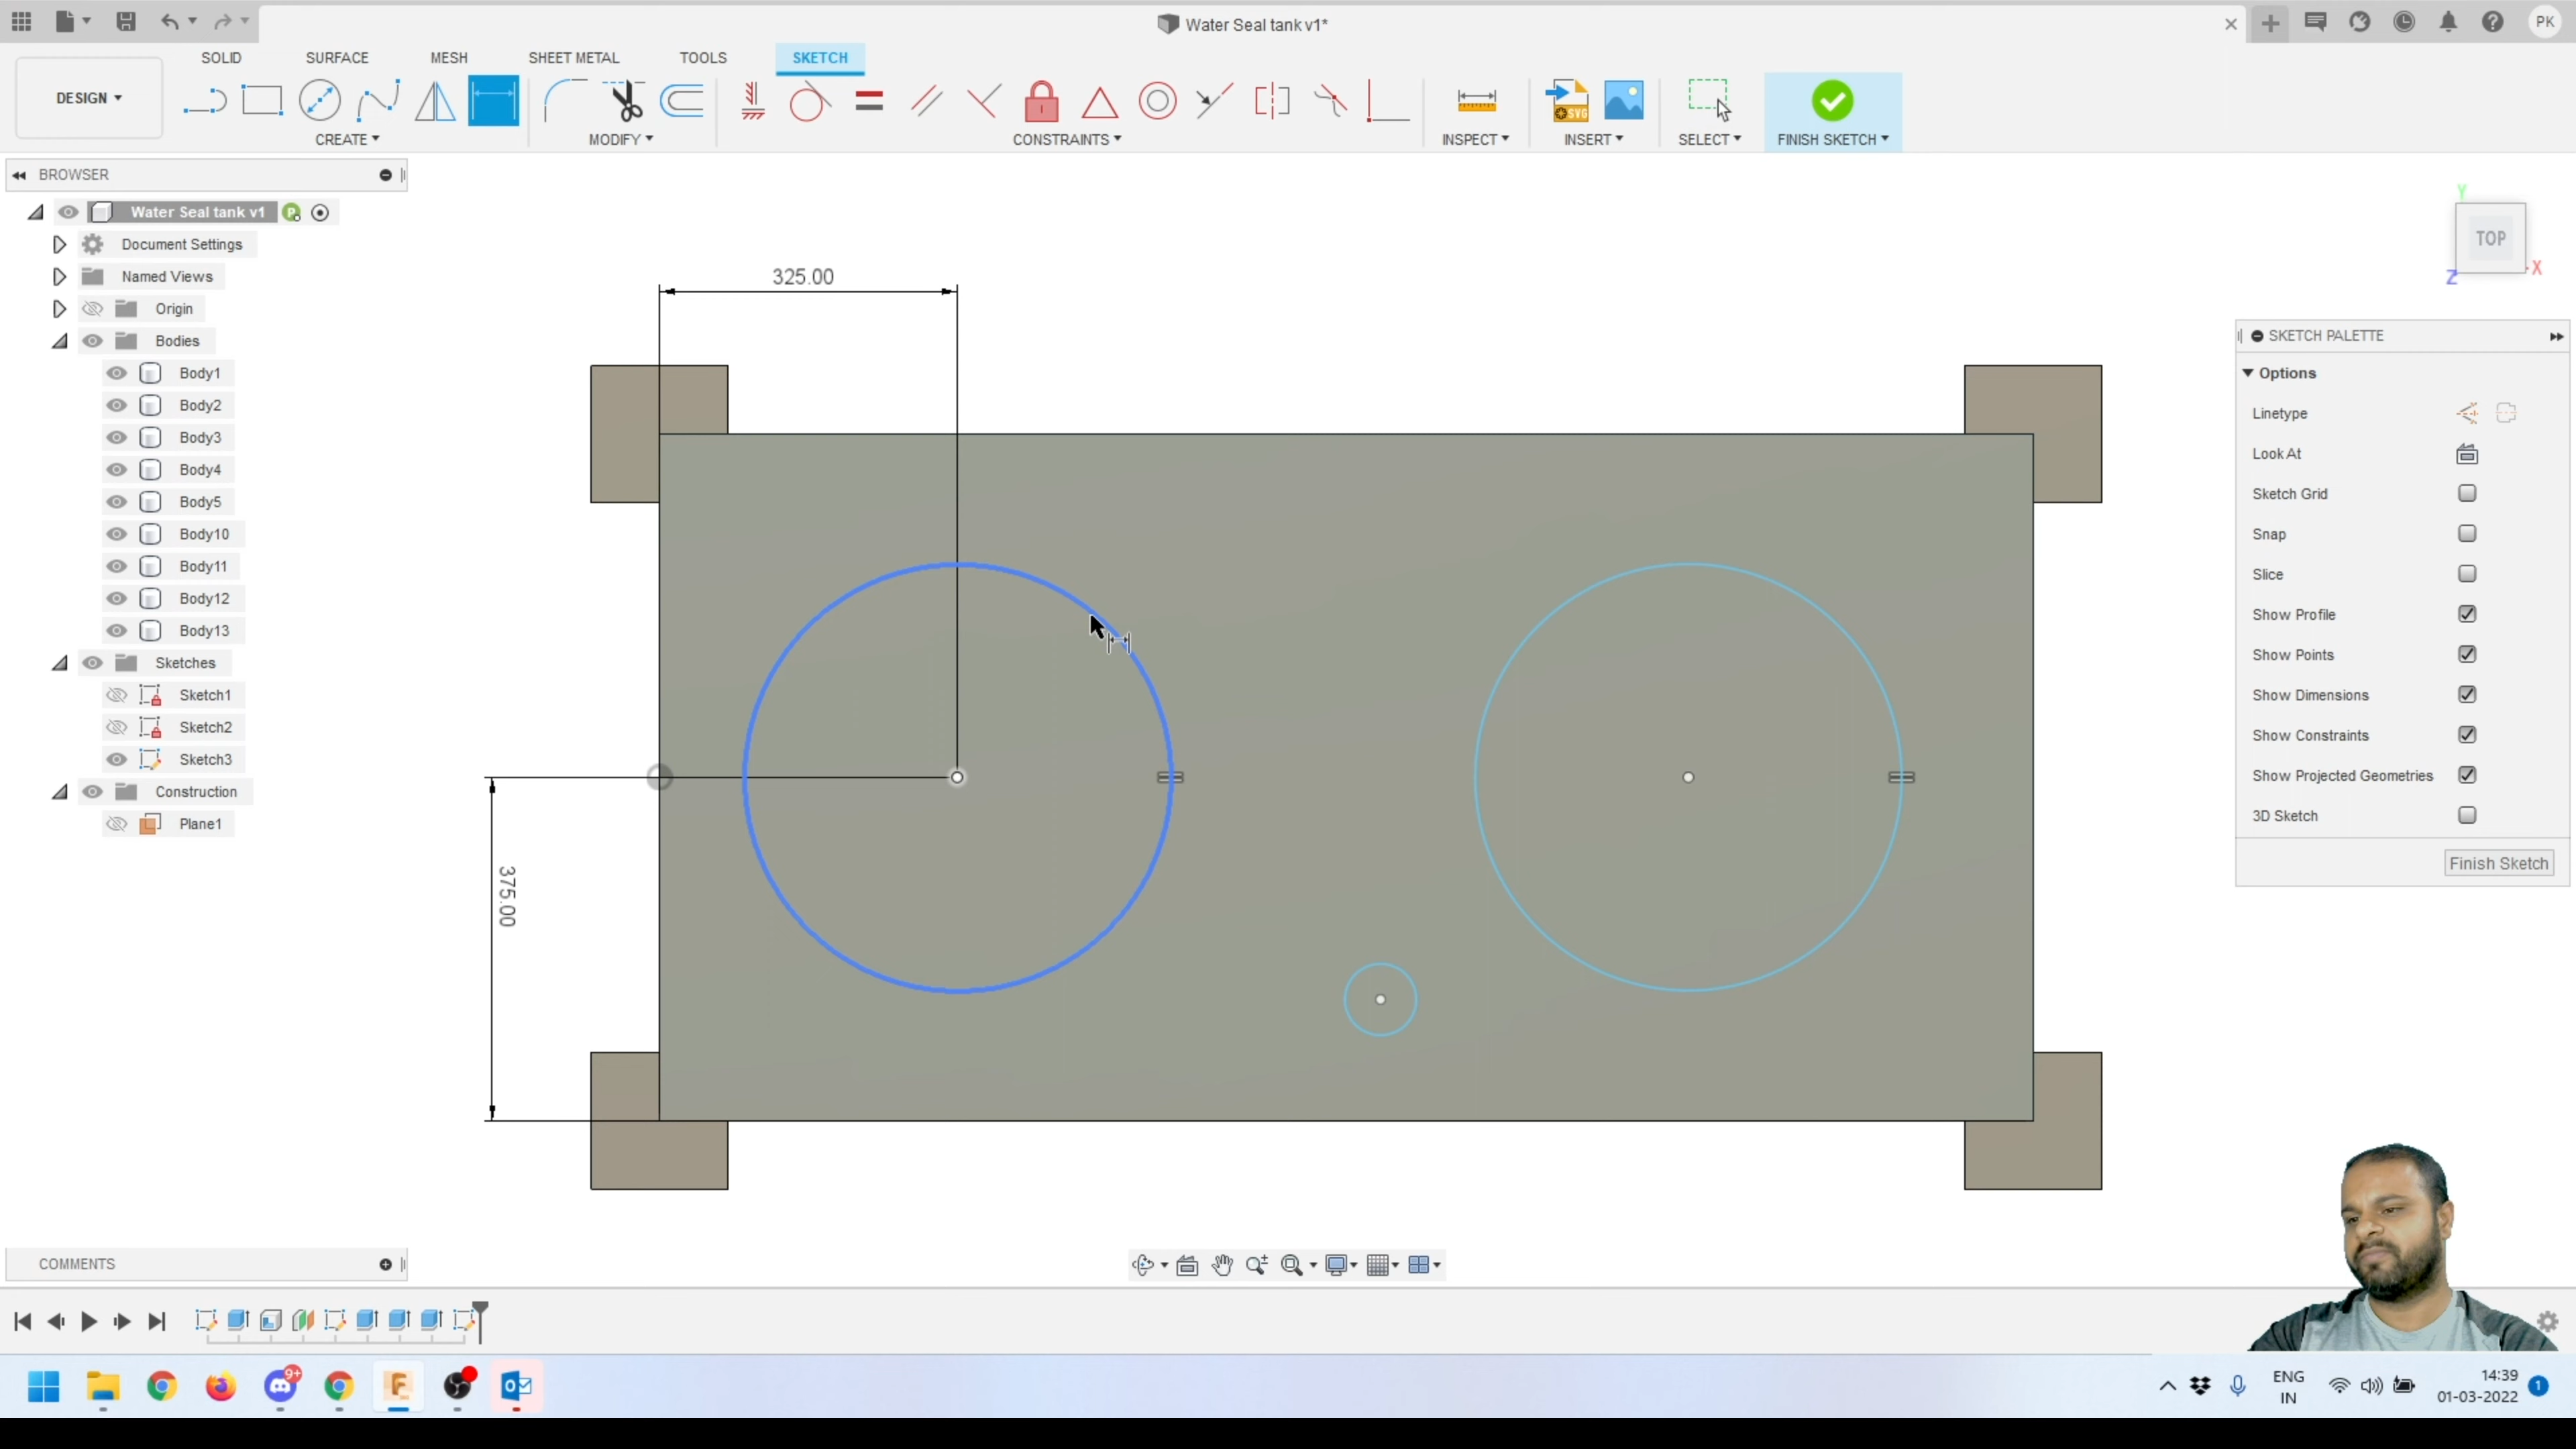 Water Seal tank v1*
PK
SOLID
SURFACE
MESH
SHEET METAL
TOOLS
SKETCH
DESIGN
CREATE
MODIFY
CONSTRAINTS
INSPECT
SVG
INSERT
SELECT
FINISH SKETCH
BROWSER
Water Seal tank v1
P
Document Settings
Named Views
Origin
Bodies
Body1
Body2
Body3
Body4
Body5
Body10
Body11
Body12
Body13
Sketches
Sketch1
Sketch2
Sketch3
Construction
Plane1
325.00
375.00
Y
TOP
Z
X
SKETCH PALETTE
Options
Linetype
Look At
Sketch Grid
Snap
Slice
Show Profile
Show Points
Show Dimensions
Show Constraints
Show Projected Geometries
3D Sketch
Finish Sketch
COMMENTS
9+
F
O
ENG
IN
14:39
01-03-2022
1